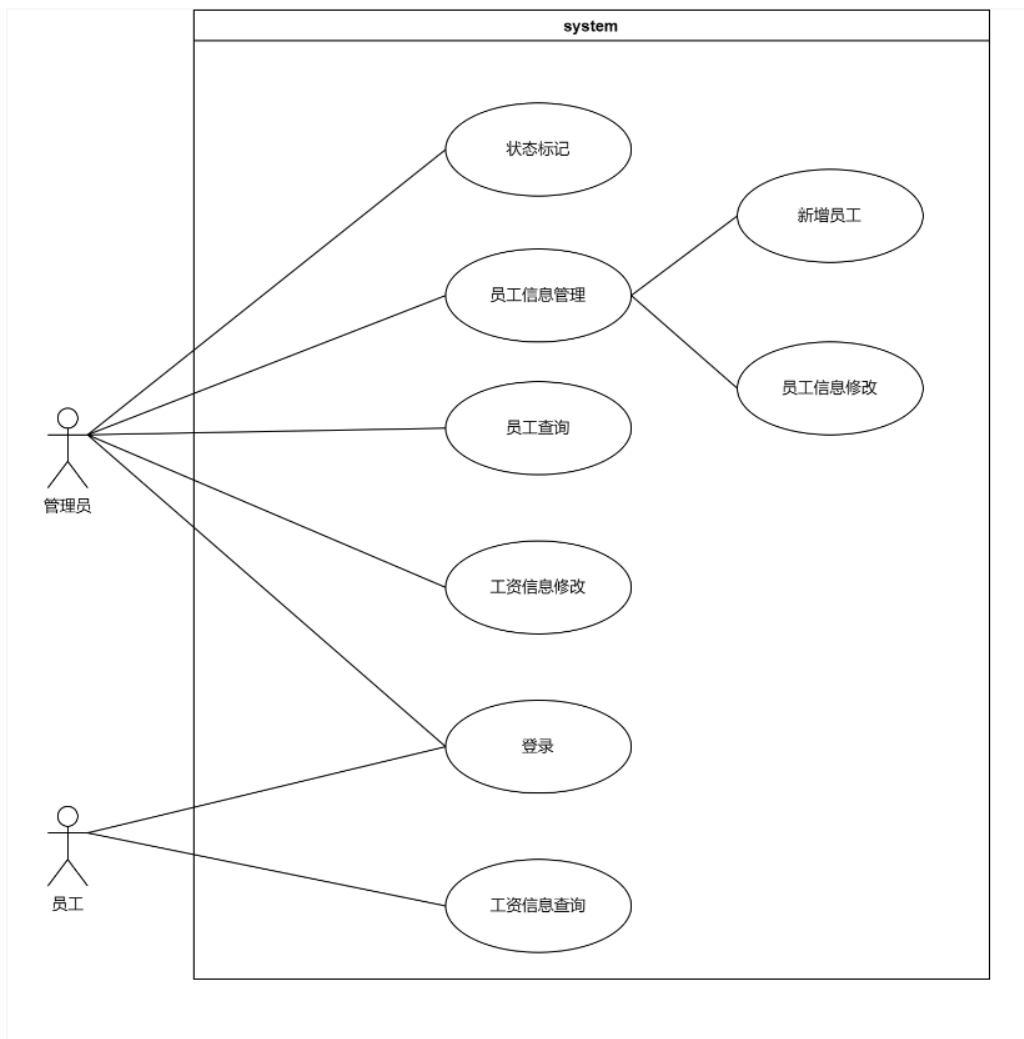 system
状态标记
新增员工
员工信息管理
员工信息修改
员工查询
管理员
工资信息修改
登录
员工
工资信息查询